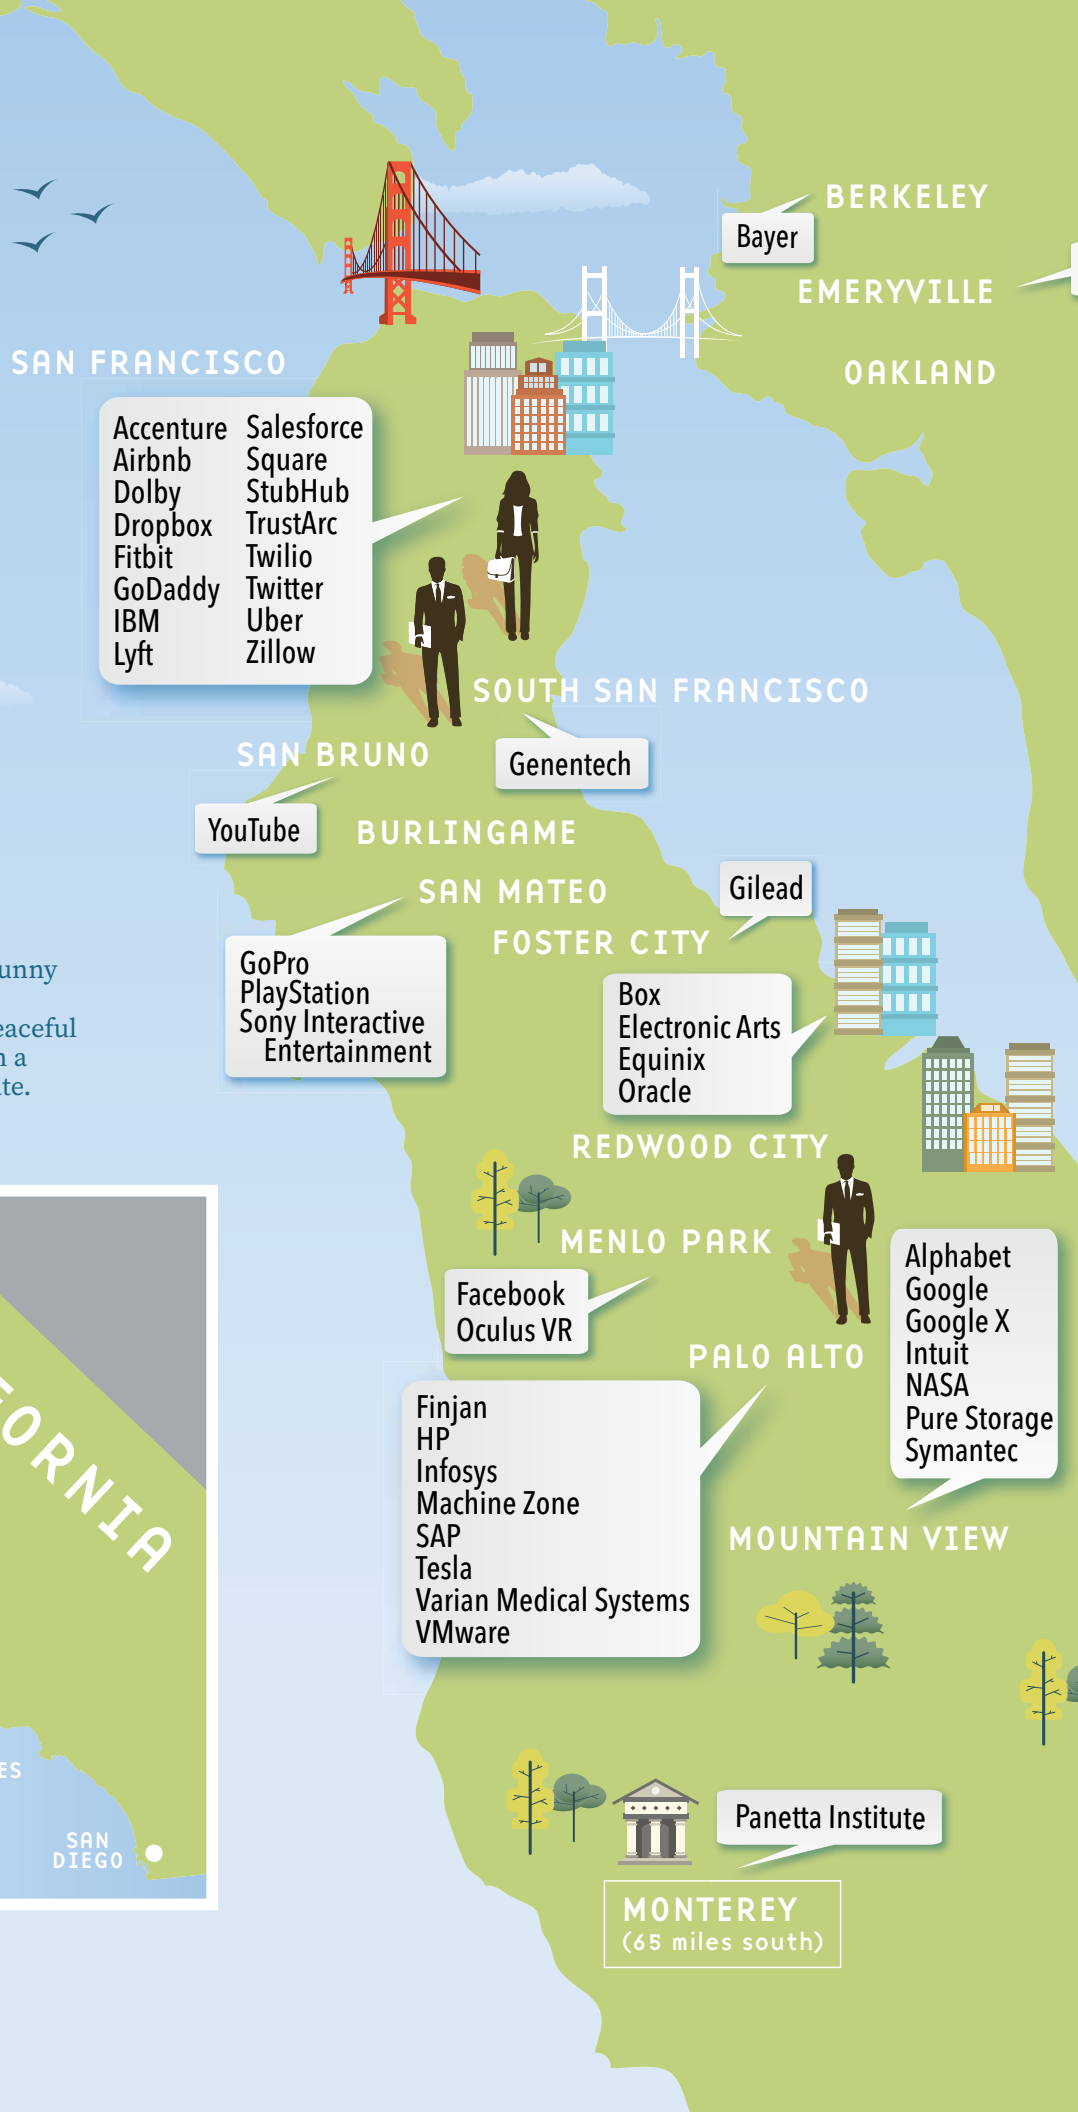 BERKELEY
Bayer
EMERYVILLE
OAKLAND
SAN FRANCISCO
Accenture
Airbnb
Dolby
Dropbox
Fitbit
GoDaddy
IBM
Lyft
Salesforce
Square
StubHub
TrustArc
Twilio
Twitter
Uber
Zillow
SOUTH SAN FRANCISCO
Genentech
SAN BRUNO
YouTube
BURLINGAME
SAN MATEO
GoPro
PlayStation
Sony Interactive
Entertainment
Gilead
FOSTER CITY
Box
Electronic Arts
Equinix
Oracle
REDWOOD CITY
MENLO PARK
Facebook
Oculus VR
PALO ALTO
Finjan
HP
Infosys
Machine Zone
SAP
Tesla
Varian Medical Systems
VMware
Alphabet
Google
Google X
Intuit
NASA
Pure Storage
Symantec
MOUNTAIN VIEW
Panetta Institute
MONTEREY
(65 miles south)
unny
eaceful
a
te.
FORNIA
ES
SAN
DIEGO